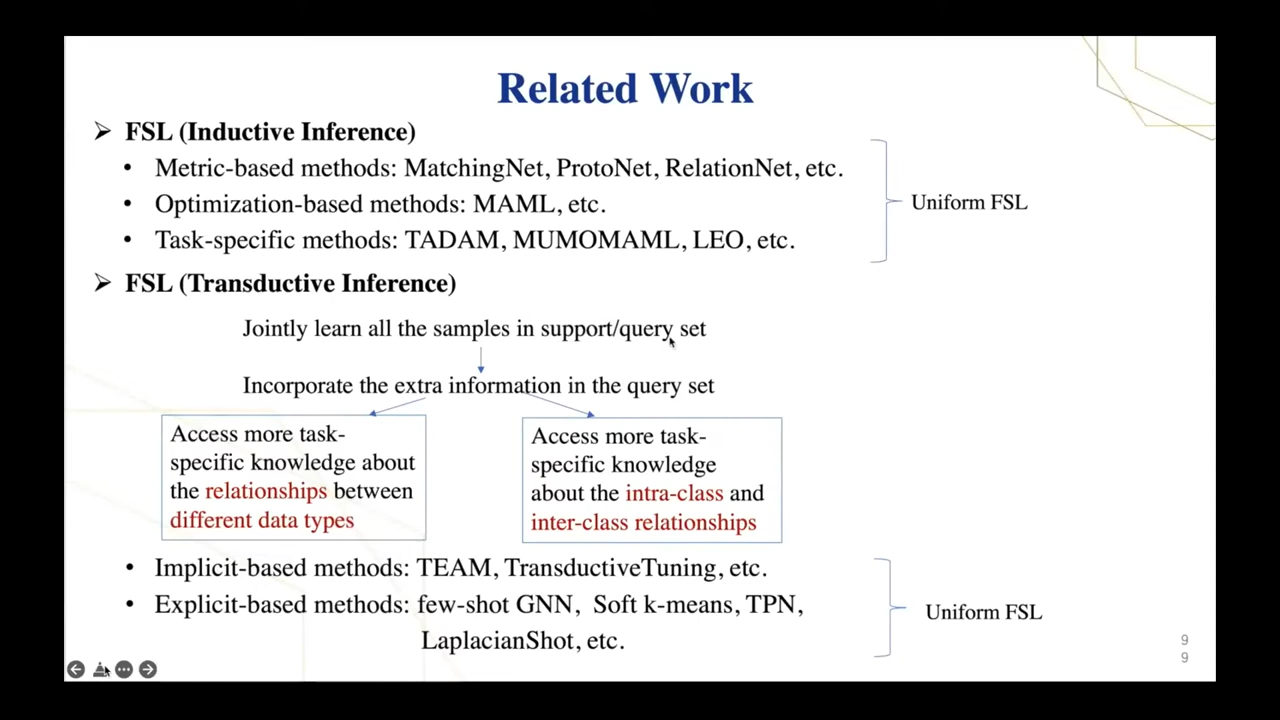 Related Work
FSL (Inductive Inference)
• Metric-based methods: MatchingNet, ProtoNet, RelationNet, etc.
• Optimization-based methods: MAML, etc.
• Task-specific methods: TADAM, MUMOMAML, LEO, etc.
Uniform FSL
FSL (Transductive Inference)
Jointly learn all the samples in support/query set
Incorporate the extra information in the query set
Access more task-
specific knowledge about
the relationships between
different data types
Access more task-
specific knowledge
about the intra-class and
inter-class relationships
• Implicit-based methods: TEAM, TransductiveTuning, etc.
• Explicit-based methods: few-shot GNN, Soft k-means, TPN,
LaplacianShot, etc.
Uniform FSL
9
9